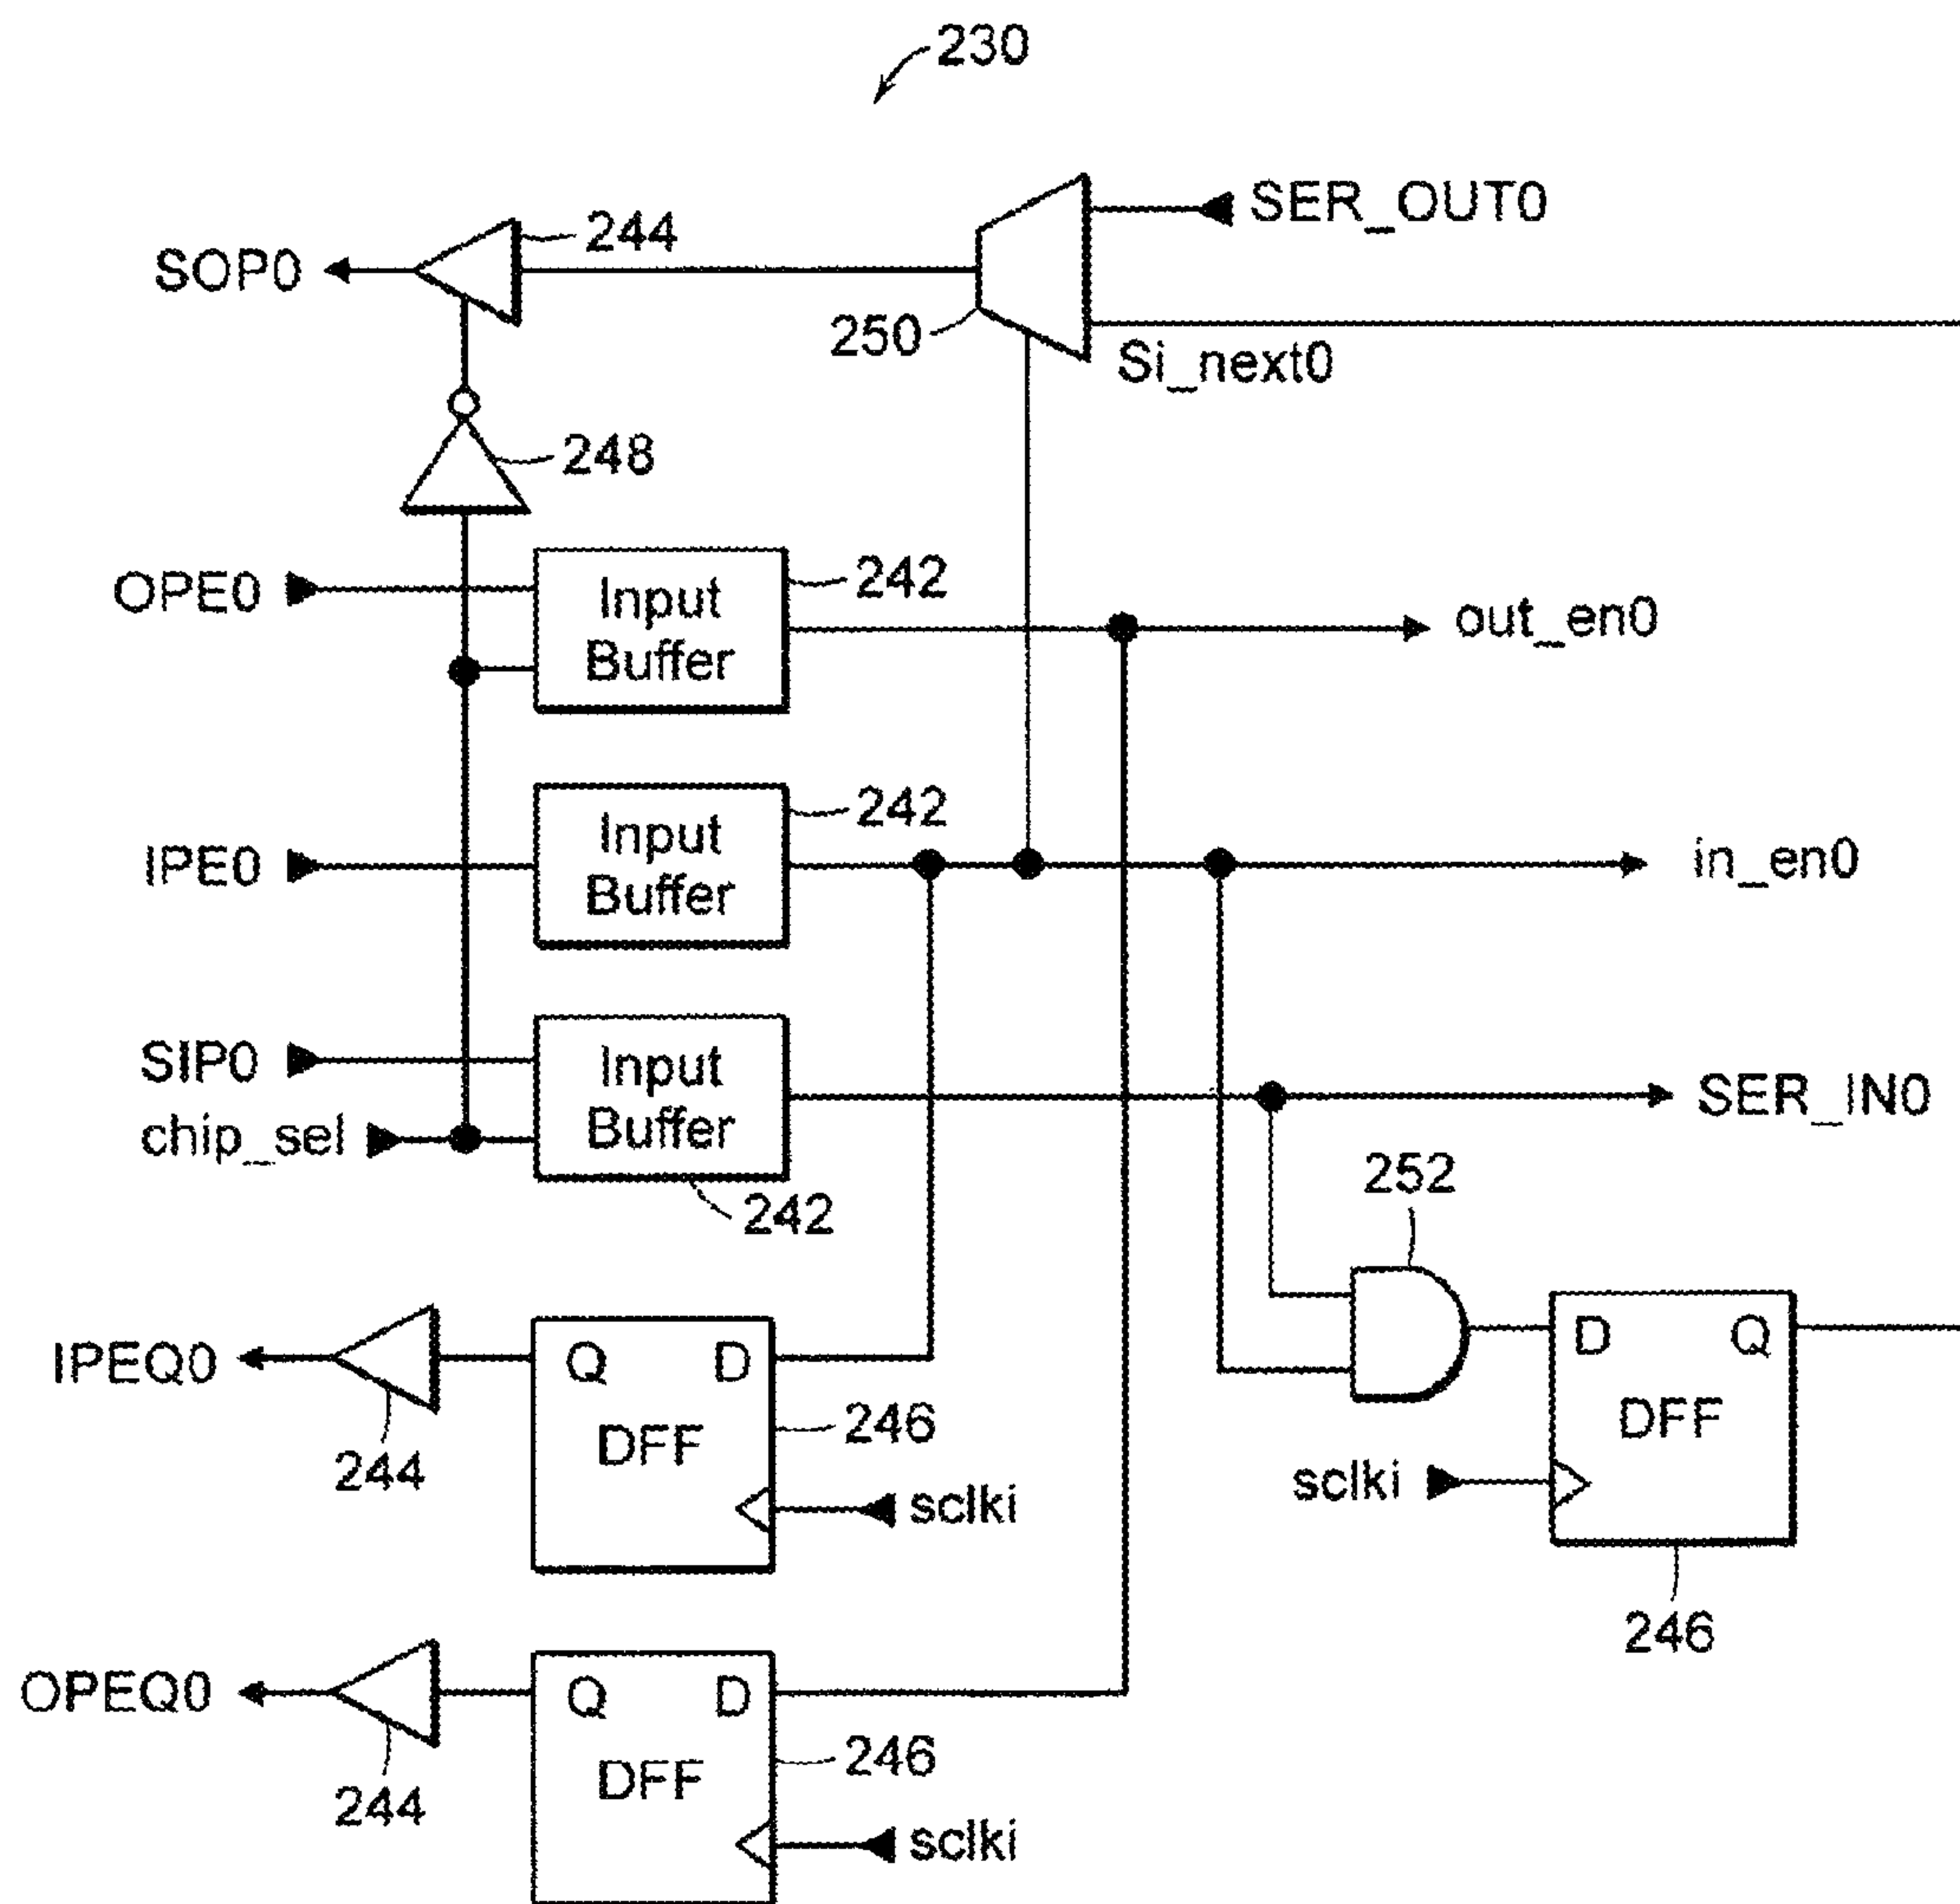 230
SER_OUT0
244
SOP0
250
Si_next0
248
OPE0
Input
Buffer
242
out_en0
IPE0
Input
Buffer
242
in_en0
SIP0
chip_sel
Input
Buffer
242
SER_IN0
252
IPEQ0
244
Q D
DFF
246
sclki
D Q
DFF
sclki
246
OPEQ0
244
Q D
DFF
246
sclki